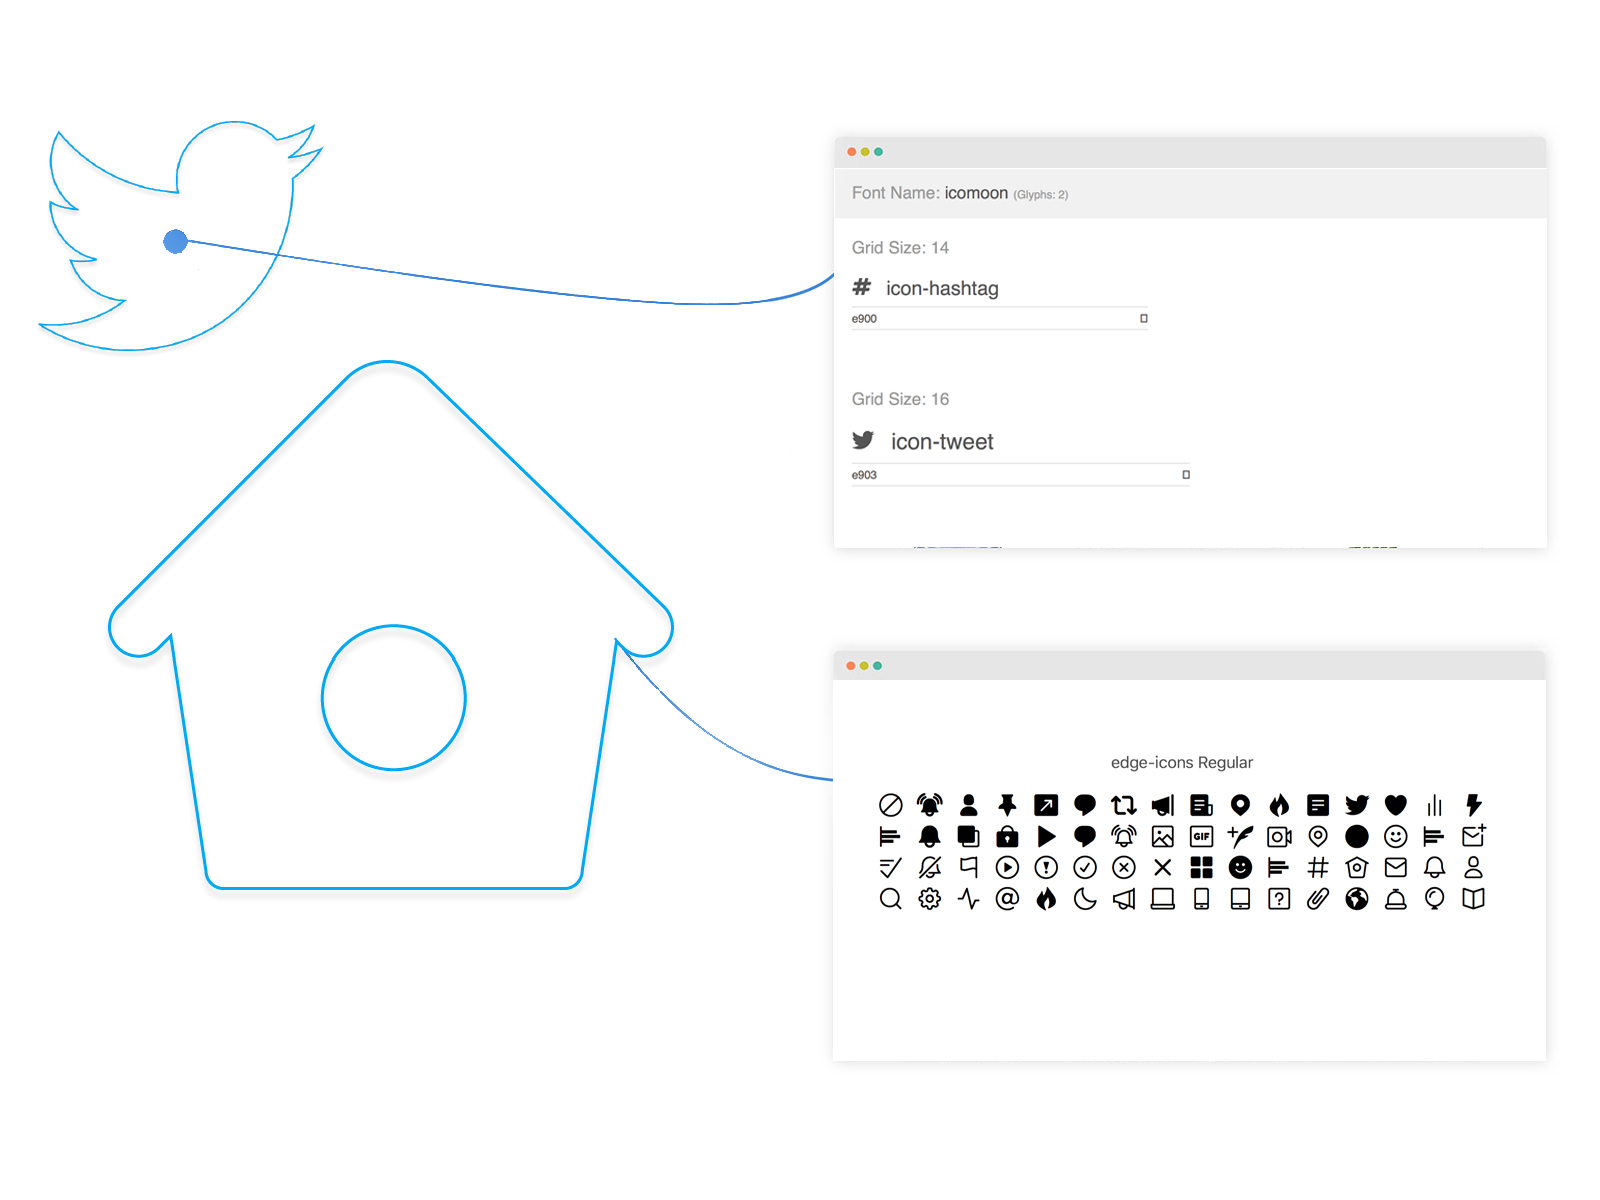 Font Name: icomoon (Glyphs: 2)
Grid Size: 14
# icon-hashtag
e900
Grid Size: 16
icon-tweet
e903
edge-icons Regular
GIF
#
@
?